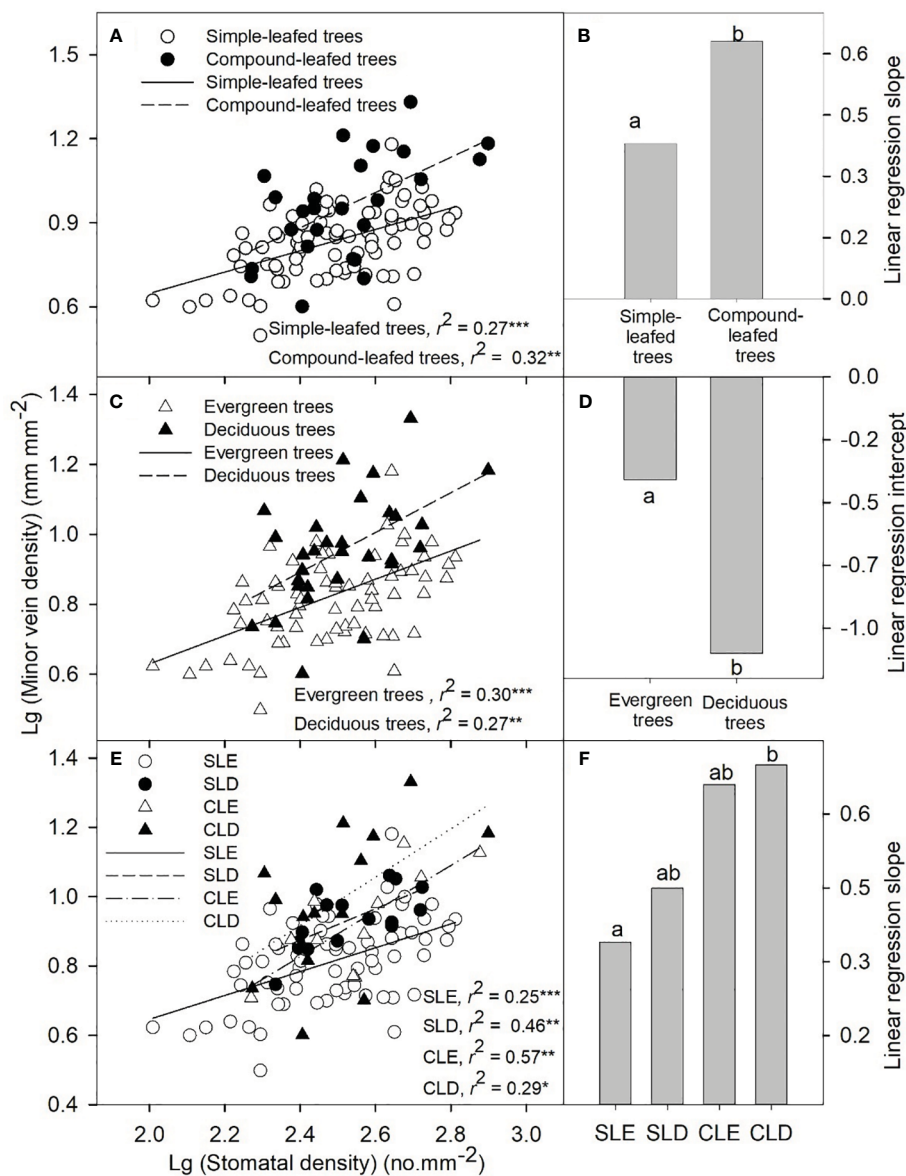 A
Simple-leafed trees
Compound-leafed trees
Simple-leafed trees
Compound-leafed trees
1.5
1.2
0.9
0.6
Simple-leafed trees, r² = 0.27***
Compound-leafed trees, r² = 0.32**
B
a
b
0.6
0.5
0.3
0.2
0.0
Linear regression slope
Simple-
leafed
trees
Compound-
leafed
trees
Lg (Minor vein density) (mm mm⁻²)
C
Evergreen trees
Deciduous trees
Evergreen trees
Deciduous trees
1.4
1.2
1.0
0.8
0.6
Evergreen trees , r² = 0.30***
Deciduous trees, r² = 0.27**
D
a
b
0.0
-0.2
-0.5
-0.7
-1.0
Linear regression intercept
Evergreen
trees
Deciduous
trees
E
SLE
SLD
CLE
CLD
SLE
SLD
CLE
CLD
1.4
1.2
1.0
0.8
0.6
0.4
SLE, r² = 0.25***
SLD, r² = 0.46**
CLE, r² = 0.57**
CLD, r² = 0.29*
2.0
2.2
2.4
2.6
2.8
3.0
Lg (Stomatal density) (no.mm⁻²)
F
a
ab
ab
b
0.6
0.5
0.3
0.2
Linear regression slope
SLE
SLD
CLE
CLD